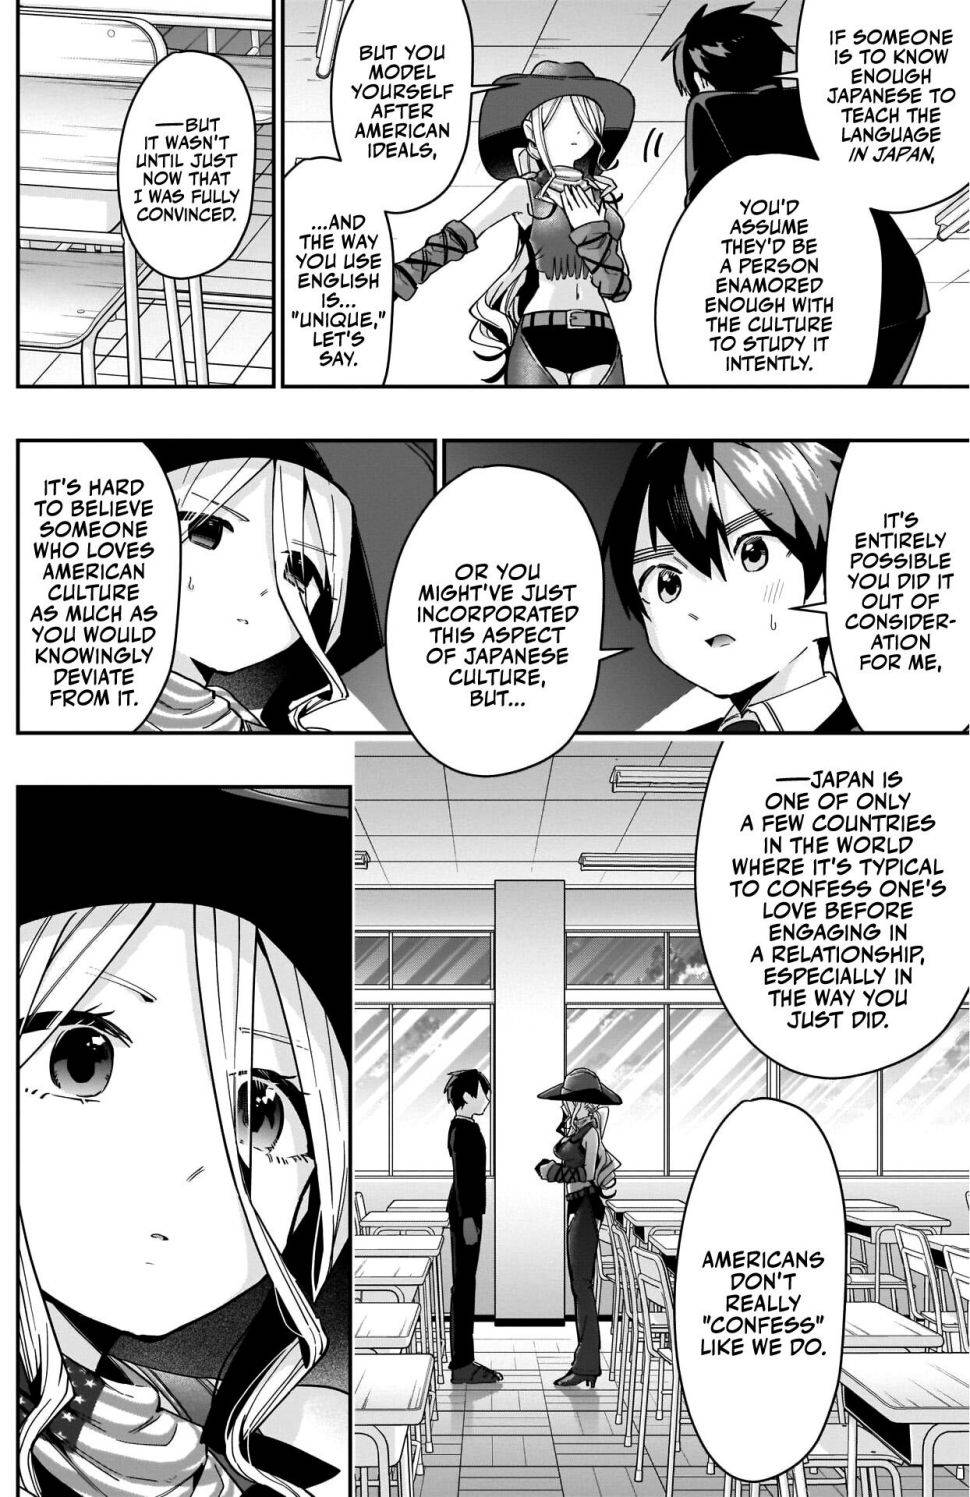 IF SOMEONE
IS TO KNOW
ENOUGH
JAPANESE TO
TEACH THE
LANGUAGE
IN JAPAN,
YOU'D
ASSUME
THEY'D BE
A PERSON
ENAMORED
ENOUGH WITH
THE CULTURE
TO STUDY IT
INTENTLY.
BUT YOU
MODEL
YOURSELF
AFTER
AMERICAN
IDEALS,
...AND
THE WAY
YOU USE
ENGLISH
IS...
"UNIQUE,"
LET'S
SAY.
—BUT
IT WASN'T
UNTIL JUST
NOW THAT
I WAS FULLY
CONVINCED.
IT'S
ENTIRELY
POSSIBLE
YOU DID IT
OUT OF
CONSIDER-
ATION
FOR ME,
OR YOU
MIGHT'VE JUST
INCORPORATED
THIS ASPECT
OF JAPANESE
CULTURE,
BUT...
IT'S HARD
TO BELIEVE
SOMEONE
WHO LOVES
AMERICAN
CULTURE
AS MUCH AS
YOU WOULD
KNOWINGLY
DEVIATE
FROM IT.
—JAPAN IS
ONE OF ONLY
A FEW COUNTRIES
IN THE WORLD
WHERE IT'S TYPICAL
TO CONFESS ONE'S
LOVE BEFORE
ENGAGING IN
A RELATIONSHIP,
ESPECIALLY IN
THE WAY YOU
JUST DID.
AMERICANS
DON'T
REALLY
"CONFESS"
LIKE WE DO.